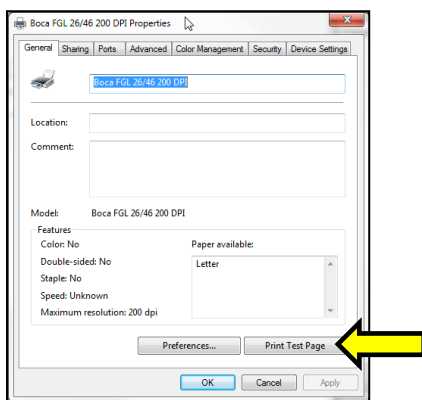 Boca FGL 26/46 200 DPI Properties
General Sharing Ports Advanced Color Management Security Device Settings
Boca FGL 26/46 200 DPI
Location:
Comment:
Model: Boca FGL 26/46 200 DPI
Features
Color: No Paper available:
Double-sided: No Letter
Staple: No
Speed: Unknown
Maximum resolution: 200 dpi
Preferences... Print Test Page
OK Cancel Apply